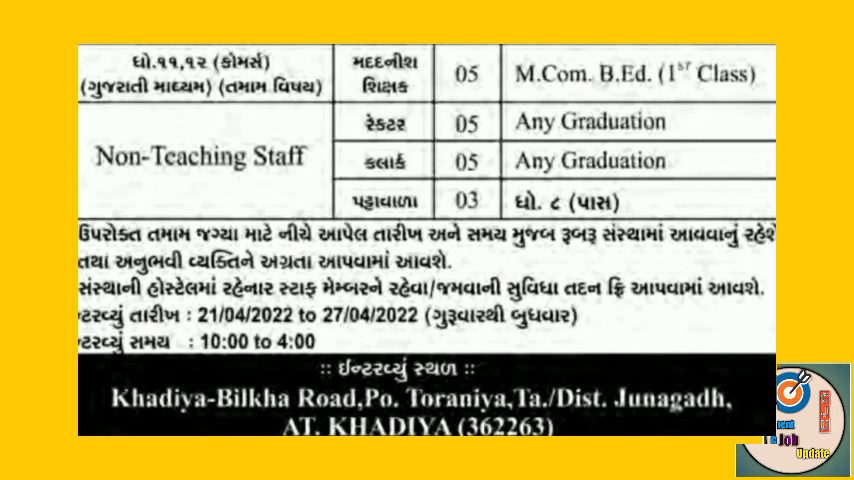 ધો.૧૧,૧૨ (કોમર્સ) (ગુજરાતી માધ્યમ) (તમામ વિષય) મદદનીશ શિક્ષક 05 M.Com. B.Ed. (1st Class)
Non-Teaching Staff
રેકટર 05 Any Graduation
કલાર્ક 05 Any Graduation
પટ્ટાવાળા 03 ધો. ૮ (પાસ)
ઉપરોક્ત તમામ જગ્યા માટે નીચે આપેલ તારીખ અને સમય મુજબ રૂબરૂ સંસ્થામાં આવવાનું રહેશે
તથા અનુભવી વ્યક્તિને અગ્રતા આપવામાં આવશે.
સંસ્થાની હોસ્ટેલમાં રહેનાર સ્ટાફ મેમ્બરને રહેવા/જમવાની સુવિધા તદન ફ્રિ આપવામાં આવશે.
ન્ટરવ્યું તારીખ : 21/04/2022 to 27/04/2022 (ગુરૂવારથી બુધવાર)
ન્ટરવ્યું સમય : 10:00 to 4:00
:: ઈન્ટરવ્યું સ્થળ ::
Khadiya-Bilkha Road,Po. Toraniya,Ta./Dist. Junagadh,
AT. KHADIYA (362263)
Job
Update